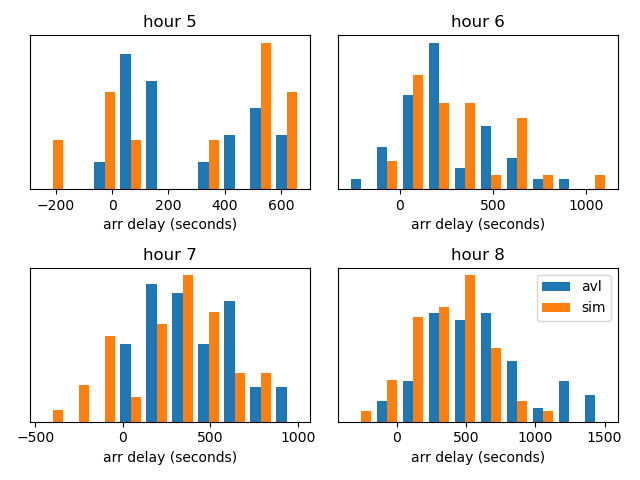 hour 5
hour 6
−200 0 200 400 600
0 500 1000
arr delay (seconds)
arr delay (seconds)
hour 7
hour 8
avl
sim
−500 0 500 1000
0 500 1000 1500
arr delay (seconds)
arr delay (seconds)